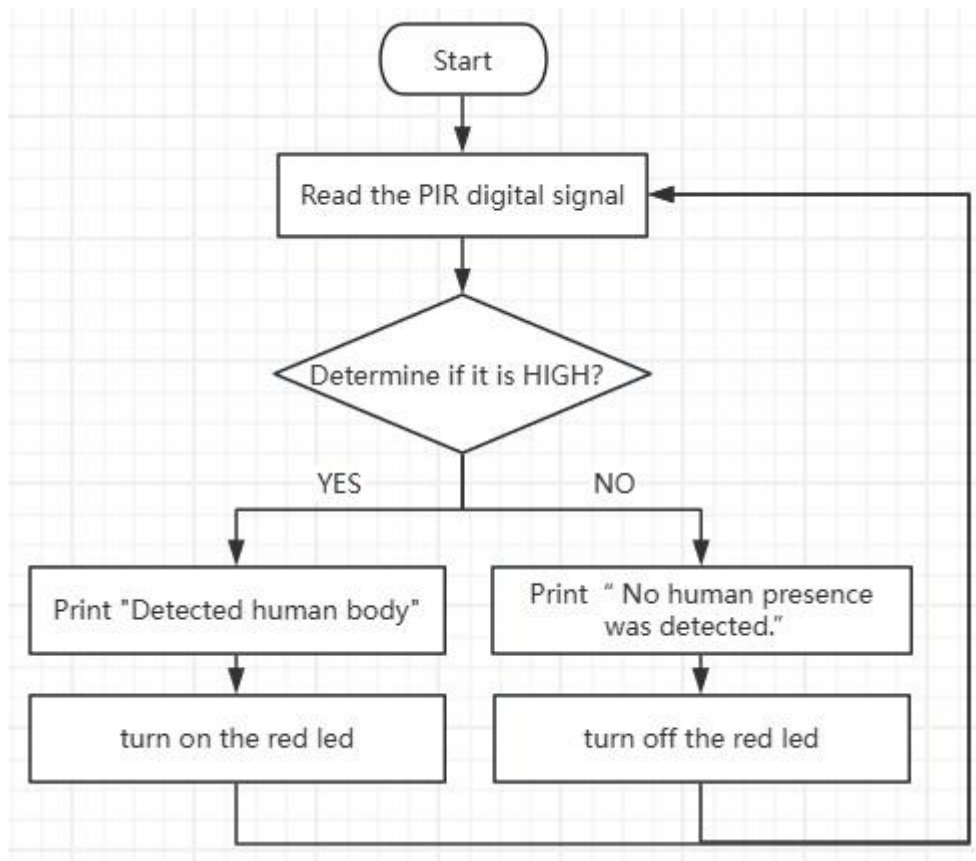 Start
Read the PIR digital signal
Determine if it is HIGH?
YES
NO
Print "Detected human body"
Print “ No human presence
was detected.”
turn on the red led
turn off the red led